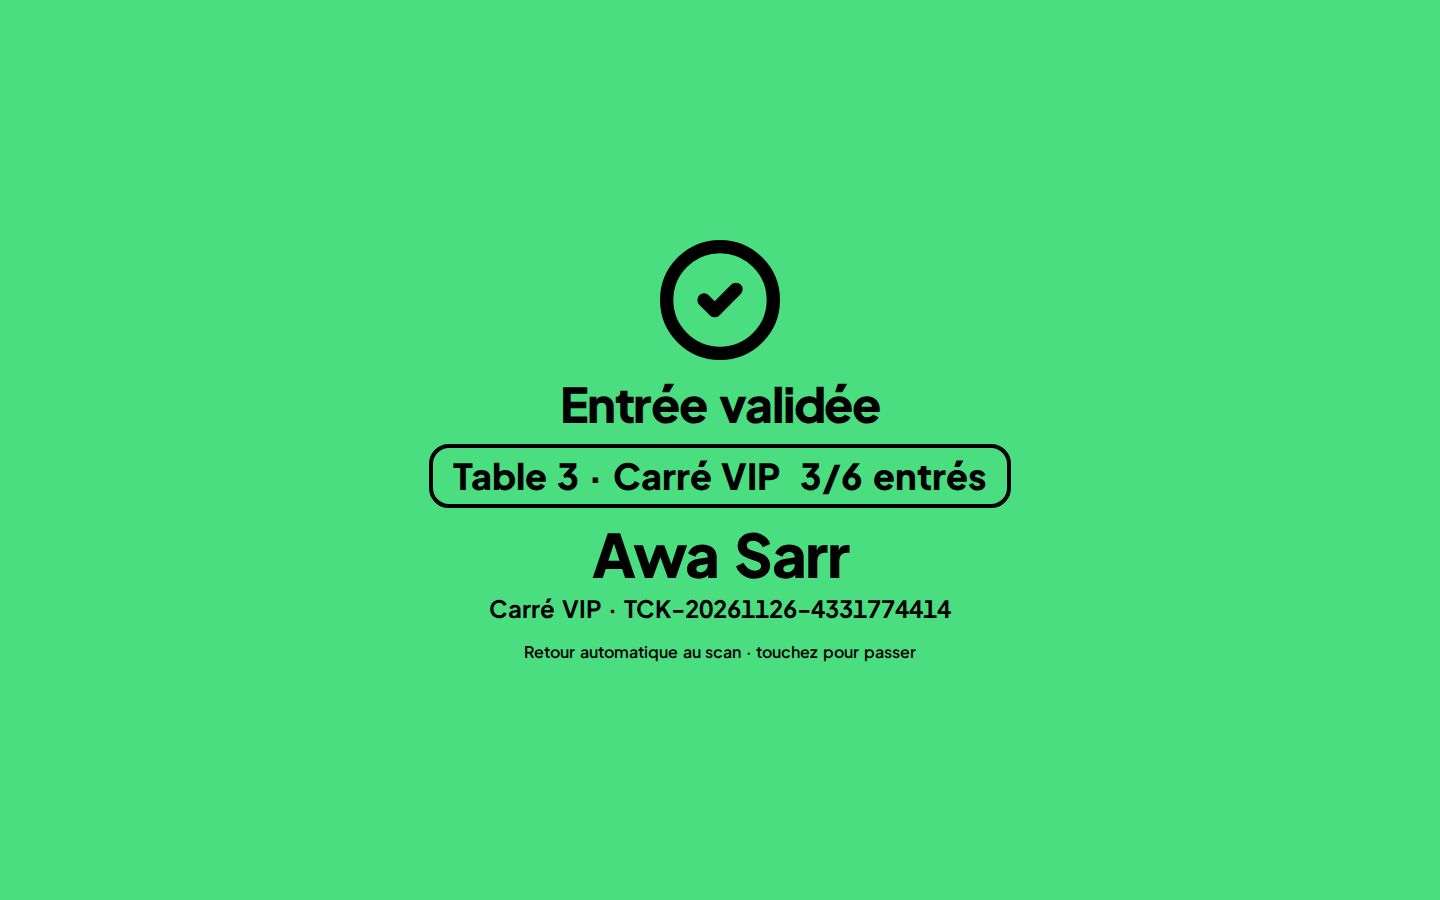 Entrée validée
Table 3 · Carré VIP 3/6 entrés
Awa Sarr
Carré VIP · TCK-20261126-4331774414
Retour automatique au scan · touchez pour passer